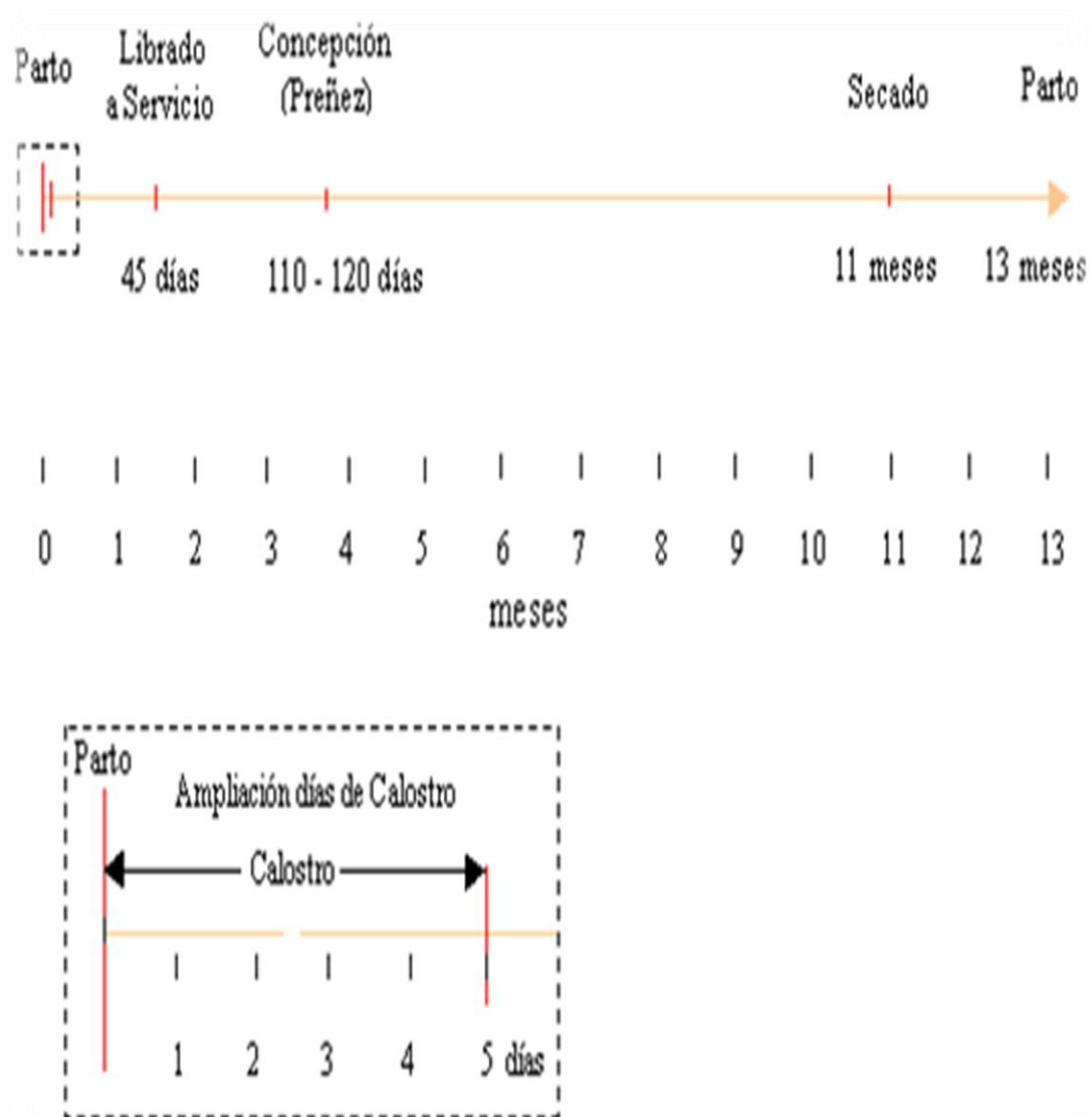 Parto
Librado
a Servicio
Concepción
(Preñez)
Secado
Parto
45 días
110 - 120 días
11 meses
13 meses
0 1 2 3 4 5 6 7 8 9 10 11 12 13
meses
Parto
Ampliación días de Calostro
Calostro
1 2 3 4 5 días